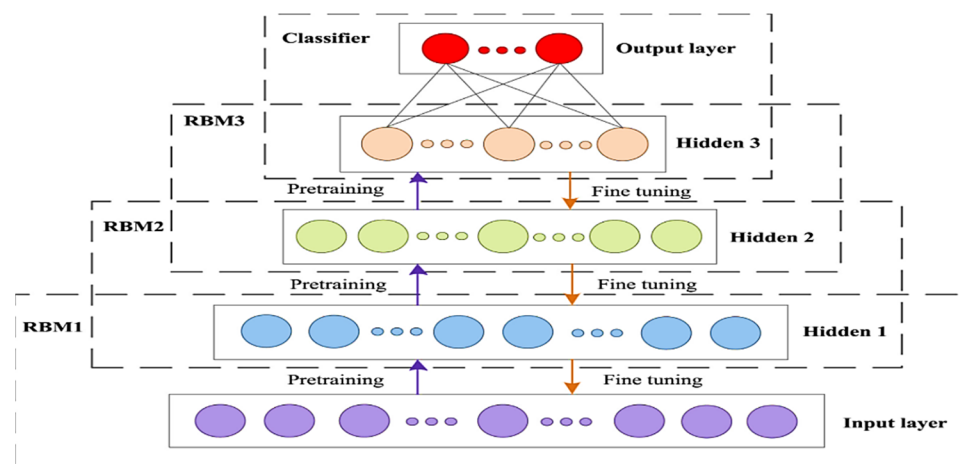 Classifier
Output layer
RBM3
Hidden 3
Pretraining
Fine tuning
RBM2
Hidden 2
Pretraining
Fine tuning
RBM1
Hidden 1
Pretraining
Fine tuning
Input layer